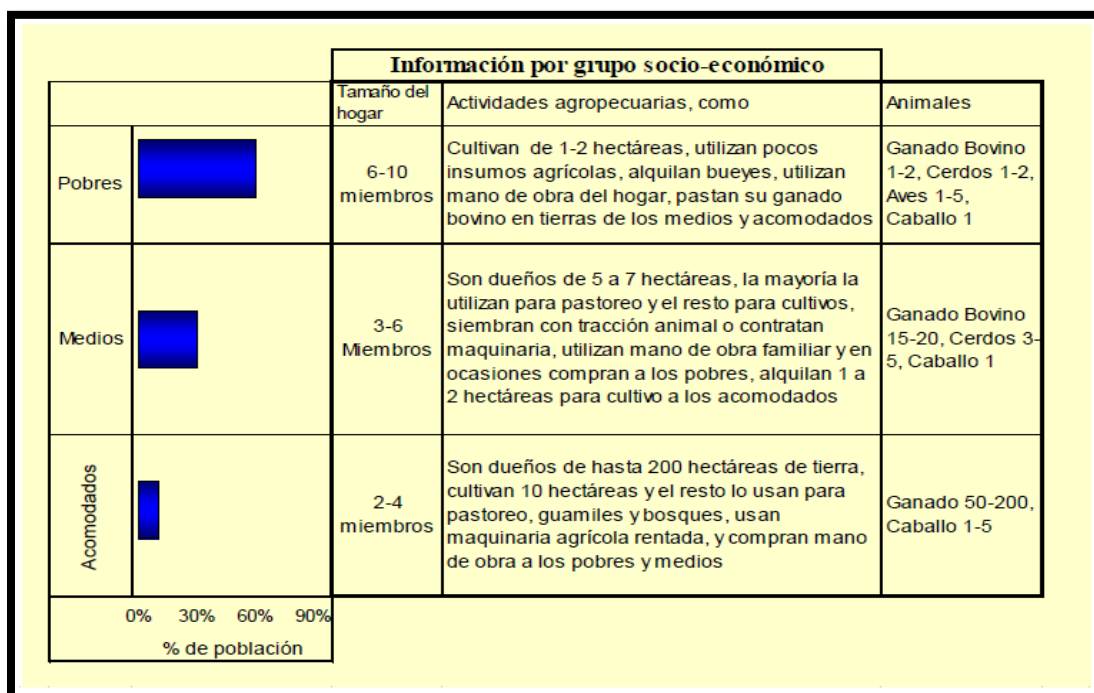 Información por grupo socio-económico
Tamaño del
hogar
Actividades agropecuarias, como
Animales
Pobres
6-10
miembros
Cultivan de 1-2 hectáreas, utilizan pocos
insumos agrícolas, alquilan bueyes, utilizan
mano de obra del hogar, pastan su ganado
bovino en tierras de los medios y acomodados
Ganado Bovino
1-2, Cerdos 1-2,
Aves 1-5,
Caballo 1
Medios
3-6
Miembros
Son dueños de 5 a 7 hectáreas, la mayoría la
utilizan para pastoreo y el resto para cultivos,
siembran con tracción animal o contratan
maquinaria, utilizan mano de obra familiar y en
ocasiones compran a los pobres, alquilan 1 a
2 hectáreas para cultivo a los acomodados
Ganado Bovino
15-20, Cerdos 3-
5, Caballo 1
Acomodados
2-4
miembros
Son dueños de hasta 200 hectáreas de tierra,
cultivan 10 hectáreas y el resto lo usan para
pastoreo, guamiles y bosques, usan
maquinaria agrícola rentada, y compran mano
de obra a los pobres y medios
Ganado 50-200,
Caballo 1-5
0% 30% 60% 90%
% de población